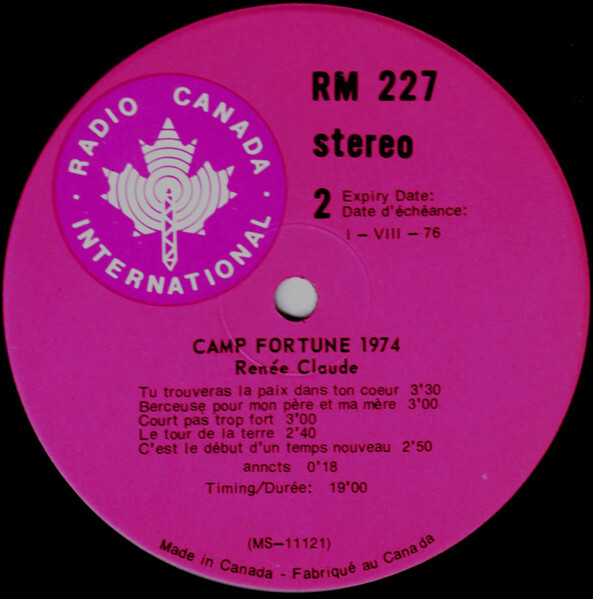 RADIO CANADA
· INTERNATIONAL ·
RM 227
stereo
2
Expiry Date:
Date d'échéance:
I – VIII – 76
CAMP FORTUNE 1974
Renée Claude
Tu trouveras la paix dans ton coeur 3'30
Berceuse pour mon père et ma mère 3'00
Court pas trop fort 3'00
Le tour de la terre 2'40
C'est le début d'un temps nouveau 2'50
anncts 0'18
Timing/Durée: 19'00
(MS–11121)
Made in Canada - Fabriqué au Canada